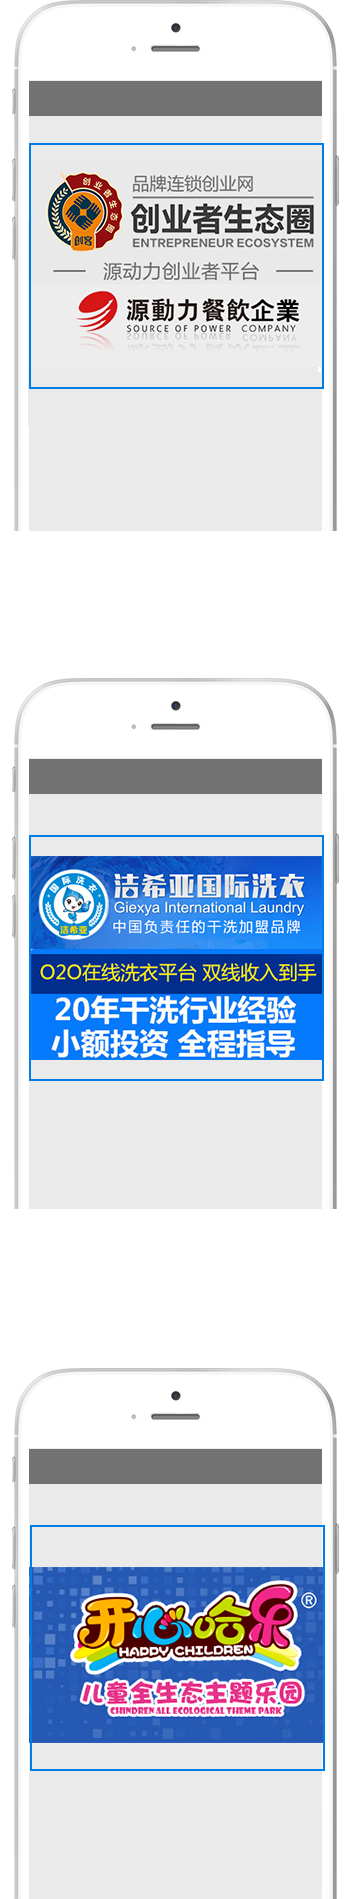 创业者生态圈
创客
品牌连锁创业网
创业者生态圈
ENTREPRENEUR ECOSYSTEM
源动力创业者平台
源動力餐飲企業
SOURCE OF POWER COMPANY
国际洗衣
洁希亚
洁希亚国际洗衣
Giexya International Laundry
中国负责任的干洗加盟品牌
O2O在线洗衣平台 双线收入到手
20年干洗行业经验
小额投资 全程指导
开心哈乐®
HAPPY CHILDREN
儿童全生态主题乐园
CHINDREN ALL ECOLOGICAL THEME PARK